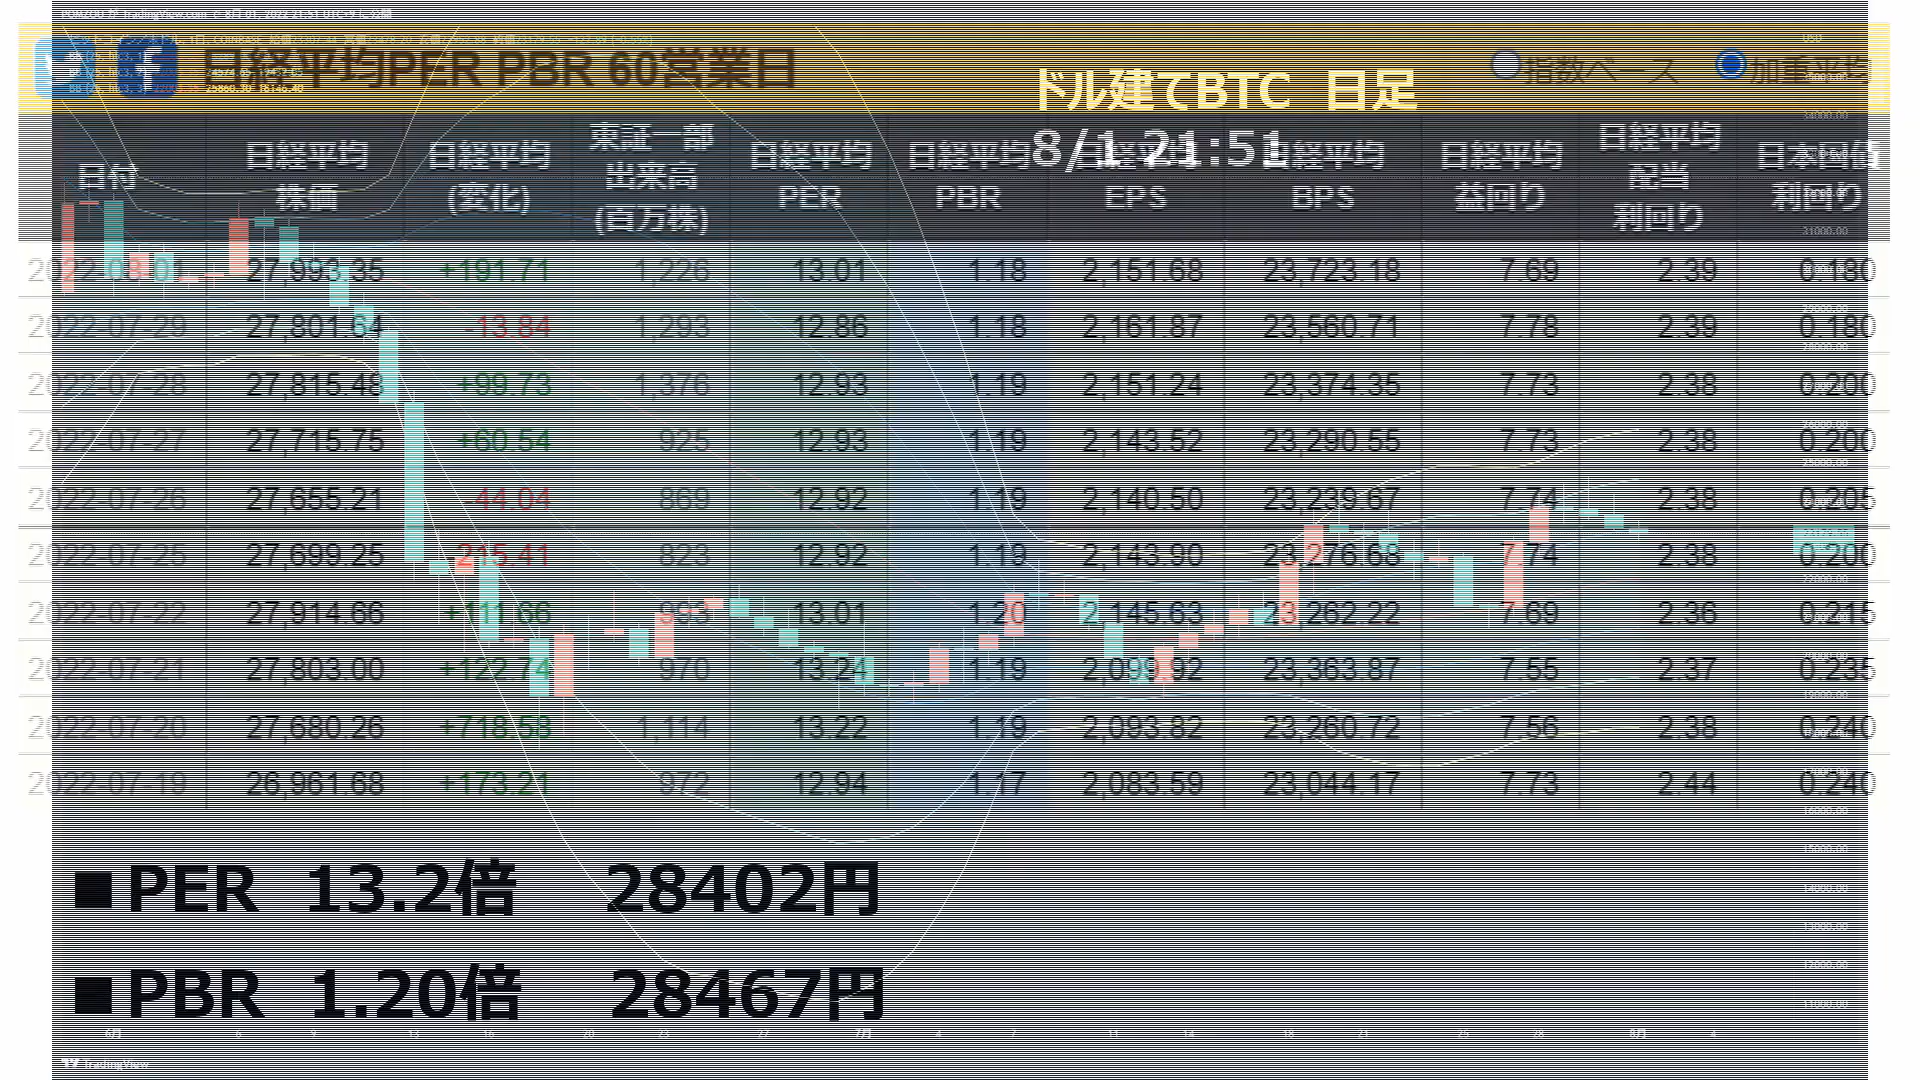 日経平均PER PBR 60営業日
指数ベース 加重平均
ドル建てBTC 日足
8/1 21:51
日付 日経平均株価 日経平均(変化) 東証一部出来高(百万株) 日経平均PER 日経平均PBR 日経平均EPS 日経平均BPS 日経平均益回り 日経平均配当利回り 日本国債利回り
2022-08-01 27,993.35 +191.71 1,226 13.01 1.18 2,151.68 23,723.18 7.69 2.39 0.180
2022-07-29 27,801.64 -13.84 1,293 12.86 1.18 2,161.87 23,560.71 7.78 2.39 0.180
2022-07-28 27,815.48 +99.73 1,376 12.93 1.19 2,151.24 23,374.35 7.73 2.38 0.200
2022-07-27 27,715.75 +60.54 925 12.93 1.19 2,143.52 23,290.55 7.73 2.38 0.200
2022-07-26 27,655.21 -44.04 869 12.92 1.19 2,140.50 23,239.67 7.74 2.38 0.205
2022-07-25 27,699.25 -215.41 823 12.92 1.19 2,143.90 23,276.68 7.74 2.38 0.200
2022-07-22 27,914.66 +111.66 993 13.01 1.20 2,145.63 23,262.22 7.69 2.36 0.215
2022-07-21 27,803.00 +122.74 970 13.24 1.19 2,099.92 23,363.87 7.55 2.37 0.235
2022-07-20 27,680.26 +718.58 1,114 13.22 1.19 2,093.82 23,260.72 7.56 2.38 0.240
2022-07-19 26,961.68 +173.21 972 12.94 1.17 2,083.59 23,044.17 7.73 2.44 0.240
■PER 13.2倍 28402円
■PBR 1.20倍 28467円
TradingView